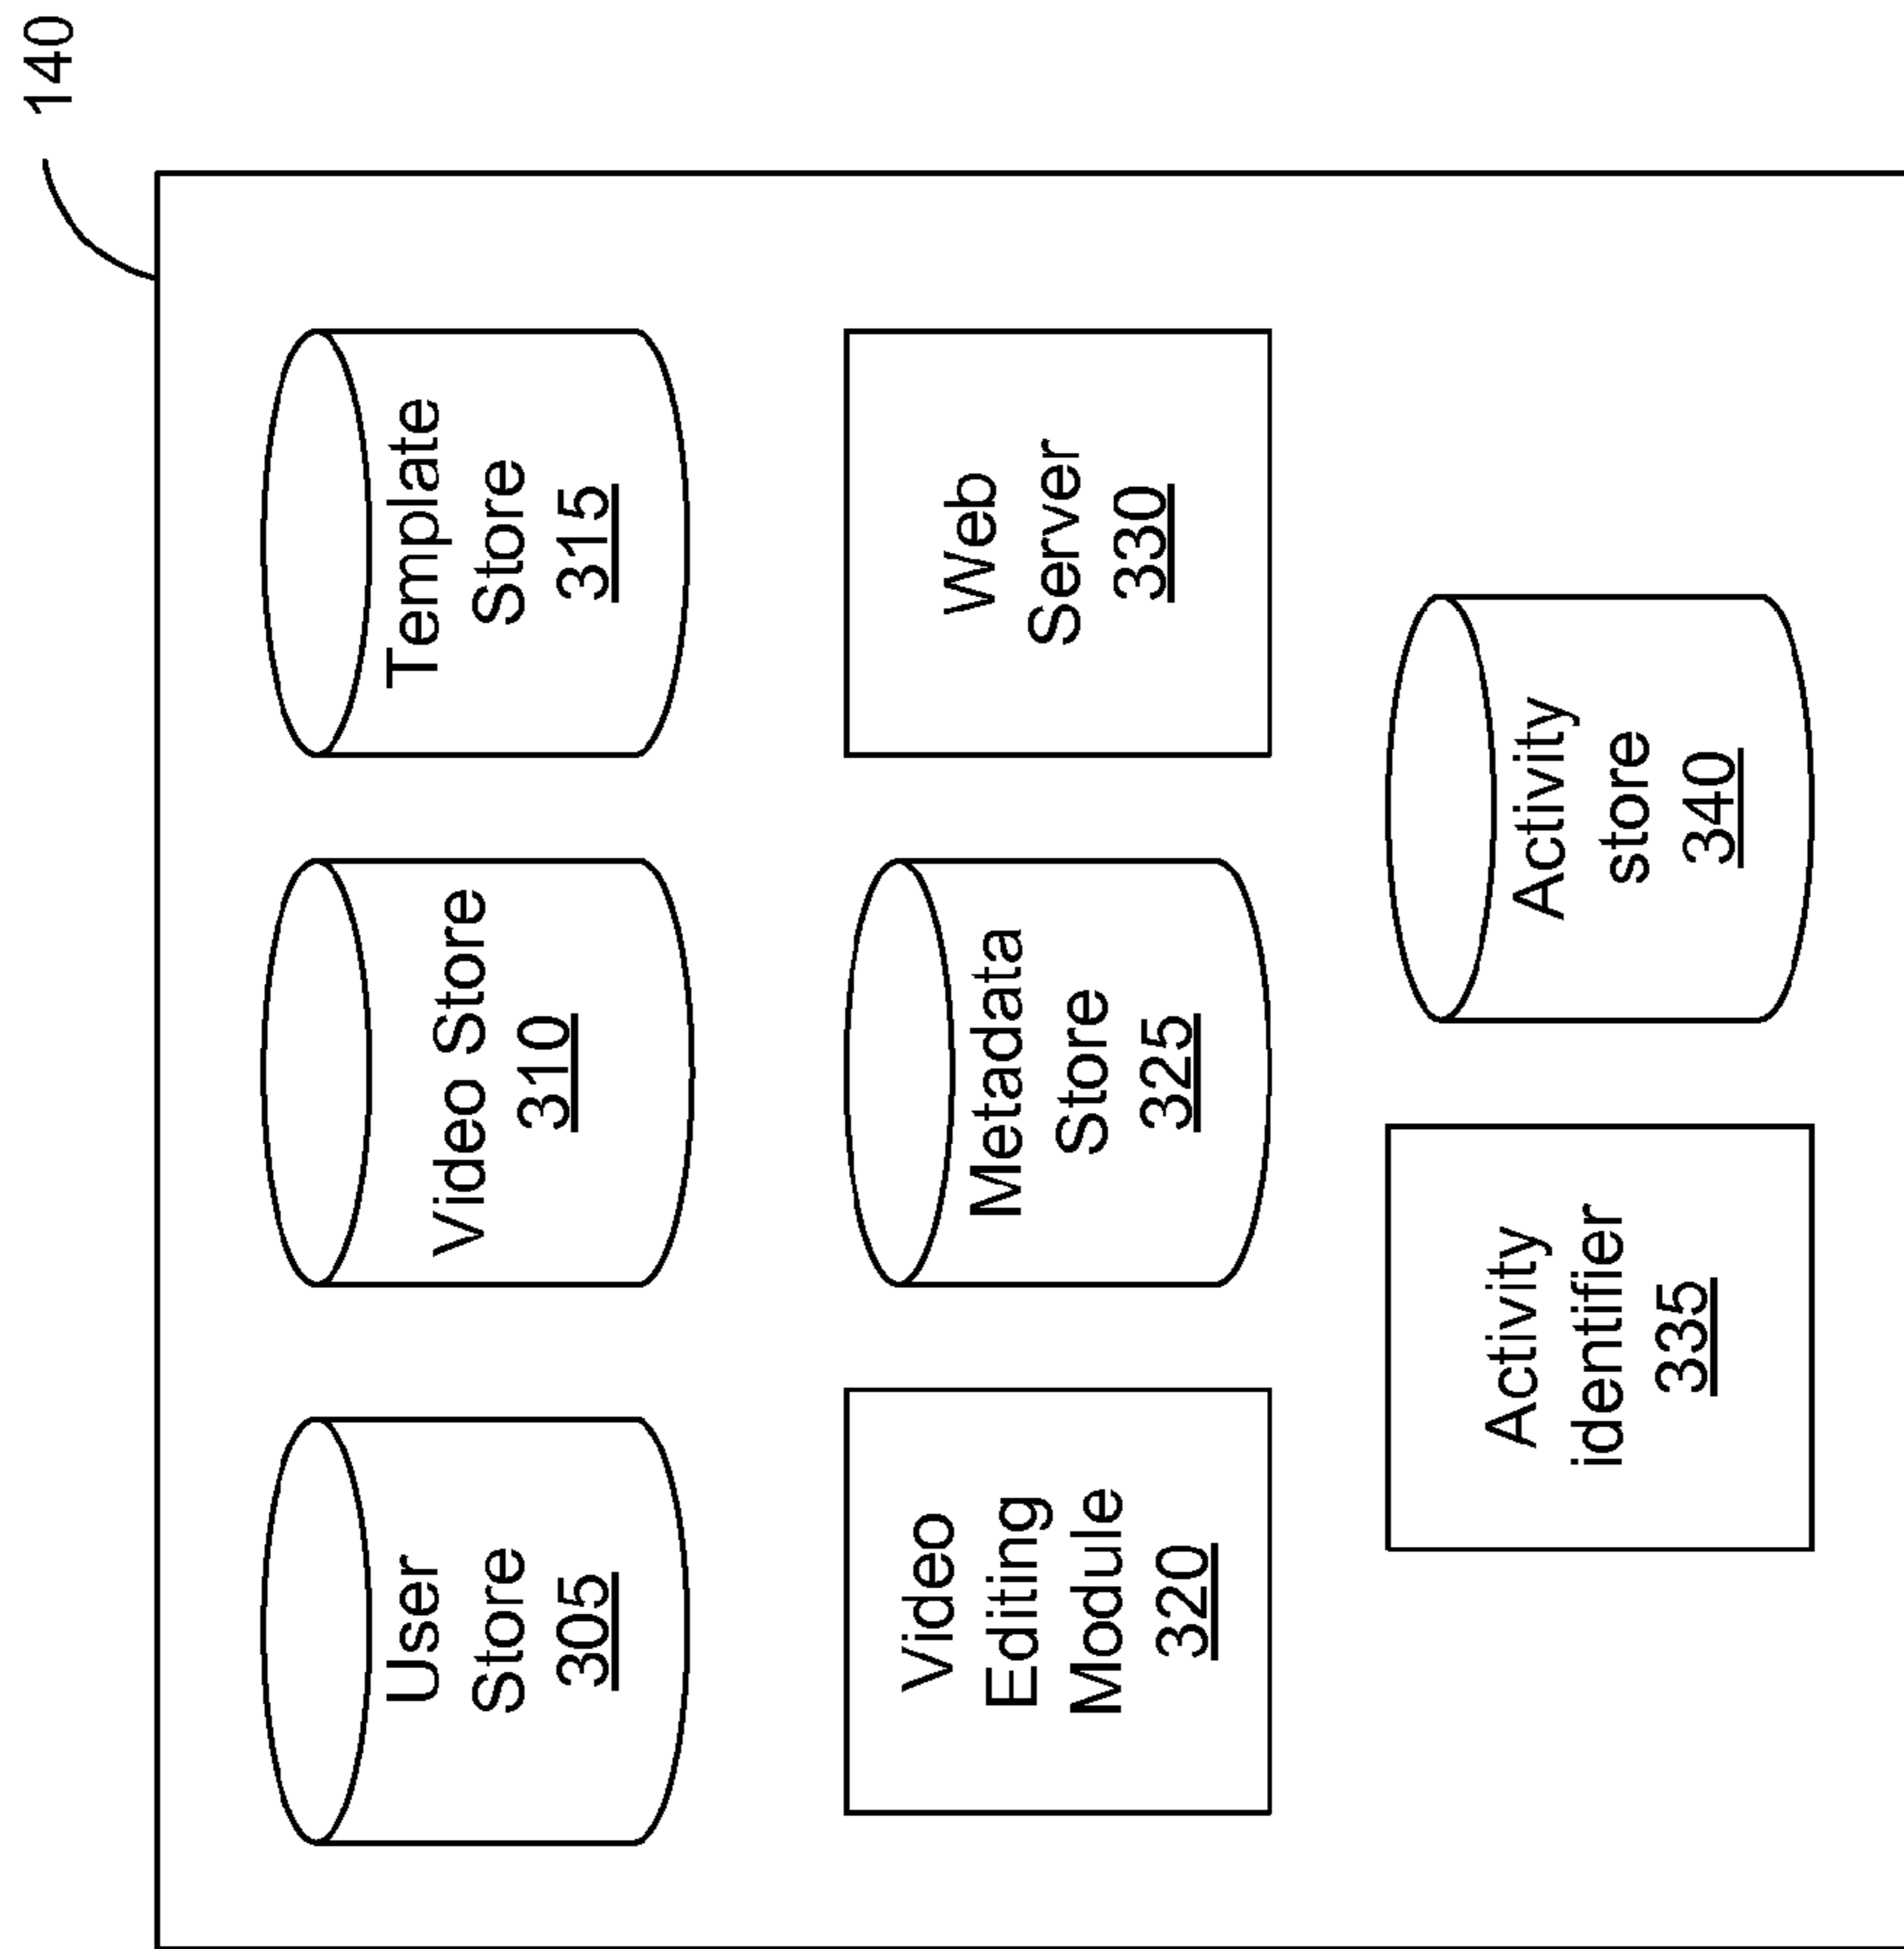 140
User
Store
305
Video Store
310
Template
Store
315
Video
Editing
Module
320
Metadata
Store
325
Web
Server
330
Activity
identifier
335
Activity
store
340